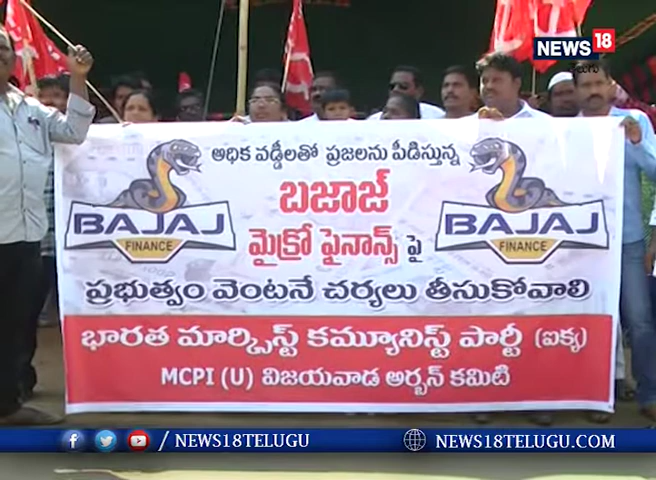 NEWS 18
తెలుగు
అధిక వడ్డీలతో ప్రజలను పీడిస్తున్న
BAJAJ
FINANCE
బజాజ్
BAJAJ
FINANCE
మైక్రో ఫైనాన్స్ పై
ప్రభుత్వం వెంటనే చర్యలు తీసుకోవాలి
భారత మార్క్సిస్ట్ కమ్యూనిస్ట్ పార్టీ (ఐక్య)
MCPI (U) విజయవాడ అర్బన్ కమిటి
/NEWS18TELUGU
NEWS18TELUGU.COM